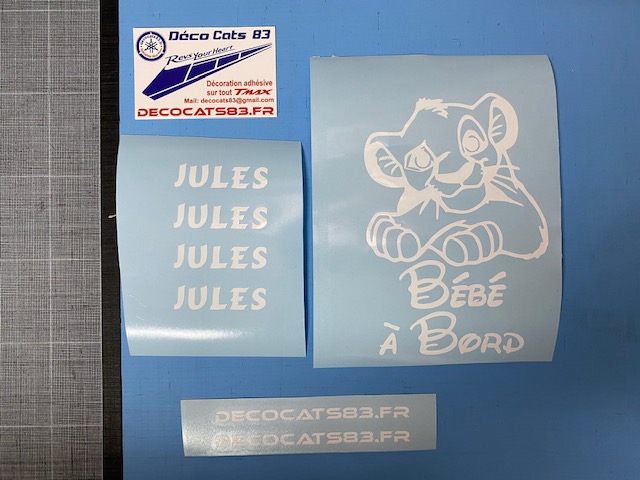 Déco Cats 83
Revs Your Heart
Décoration adhésive
sur tout TMAX
Mail: decocats83@gmail.com
DECOCATS83.FR
JULES
JULES
JULES
JULES
BÉBÉ
À BORD
DECOCATS83.FR
DECOCATS83.FR